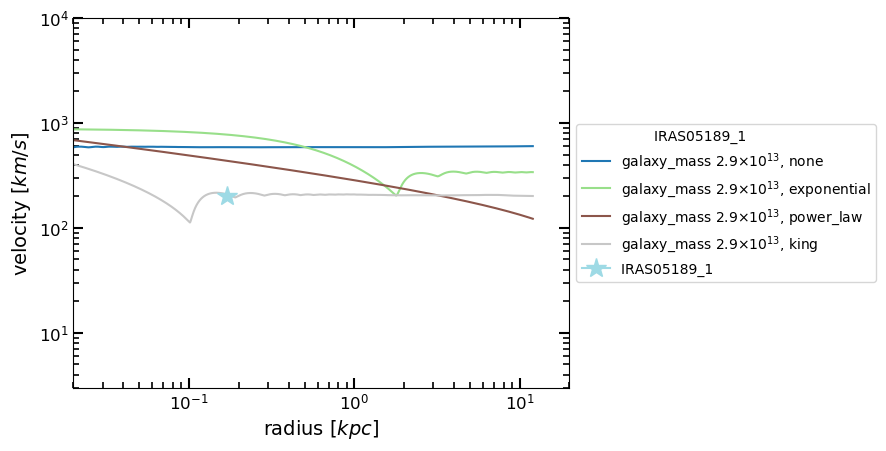 10⁴
10³
10²
10¹
velocity [km/s]
10⁻¹
10⁰
10¹
radius [kpc]
IRAS05189_1
galaxy_mass 2.9×10¹³, none
galaxy_mass 2.9×10¹³, exponential
galaxy_mass 2.9×10¹³, power_law
galaxy_mass 2.9×10¹³, king
IRAS05189_1